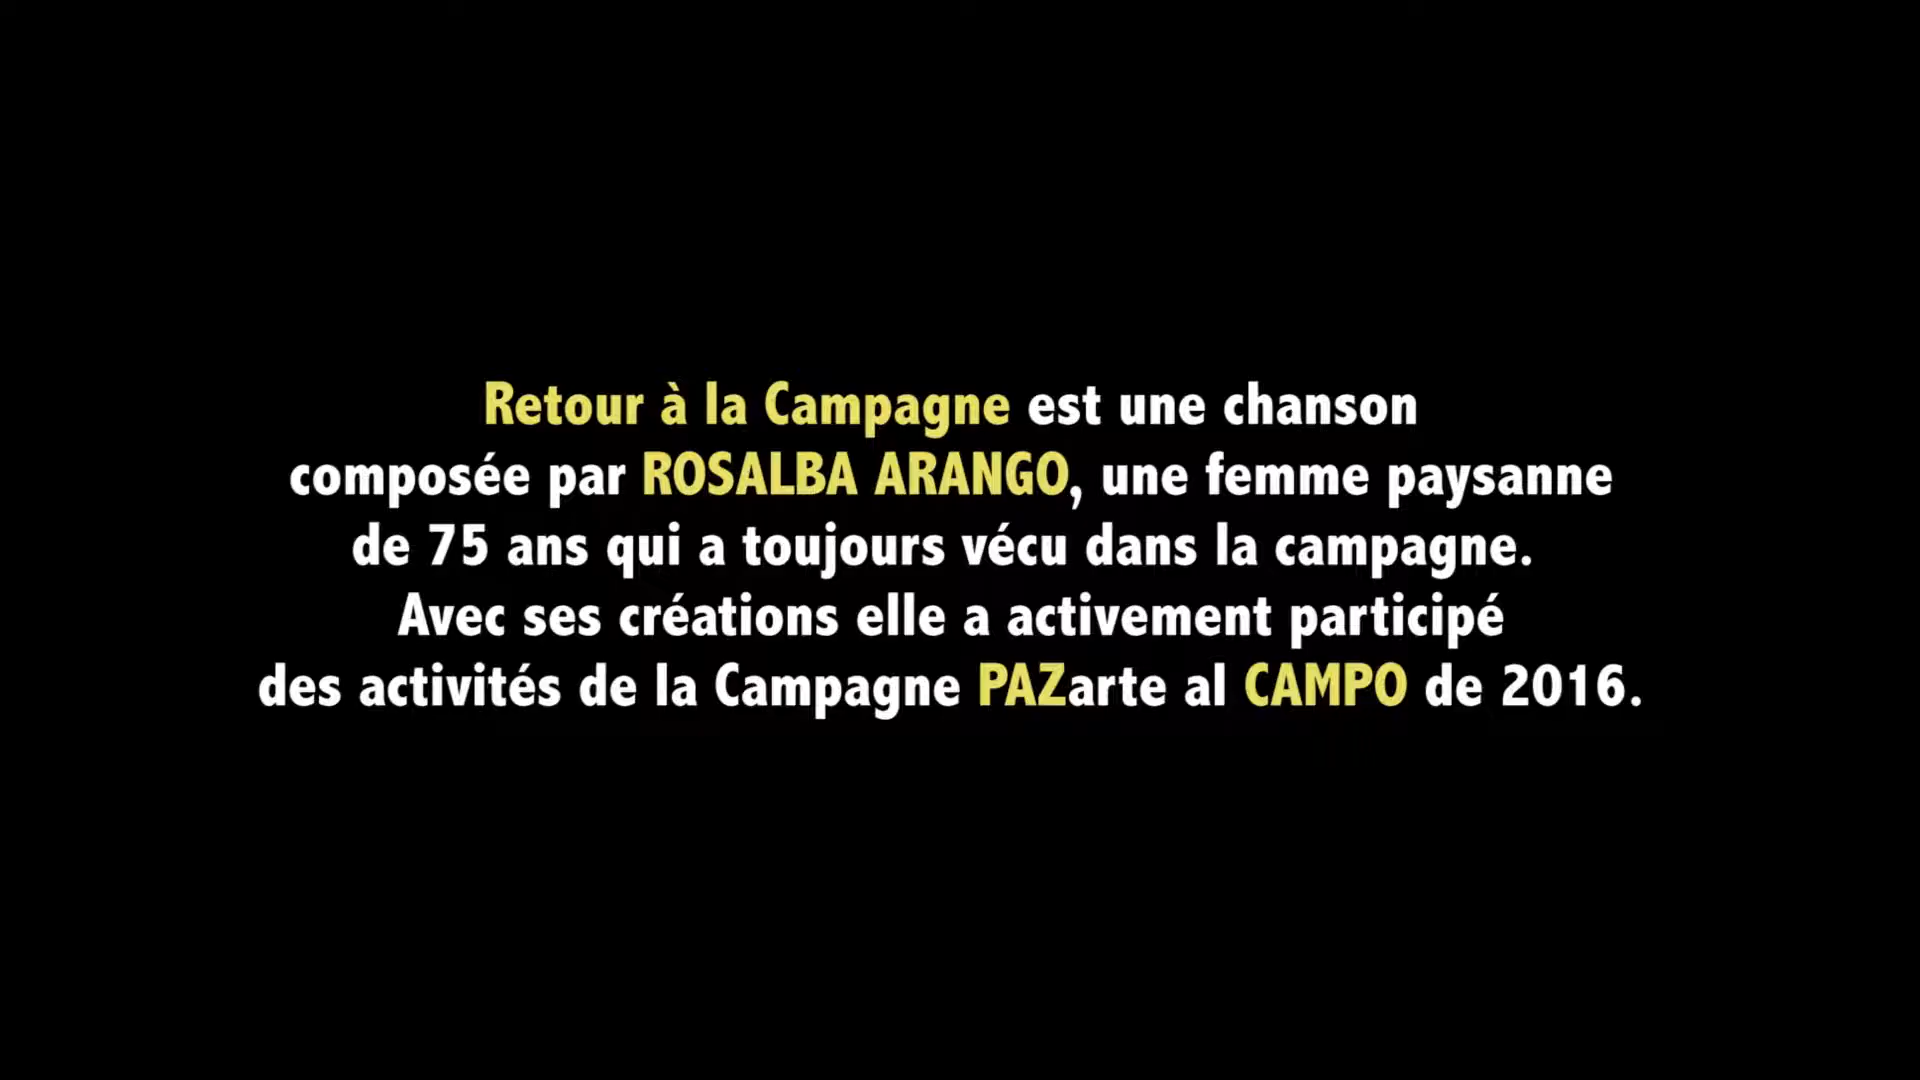 Retour à la Campagne est une chanson
composée par ROSALBA ARANGO, une femme paysanne
de 75 ans qui a toujours vécu dans la campagne.
Avec ses créations elle a activement participé
des activités de la Campagne PAZarte al CAMPO de 2016.